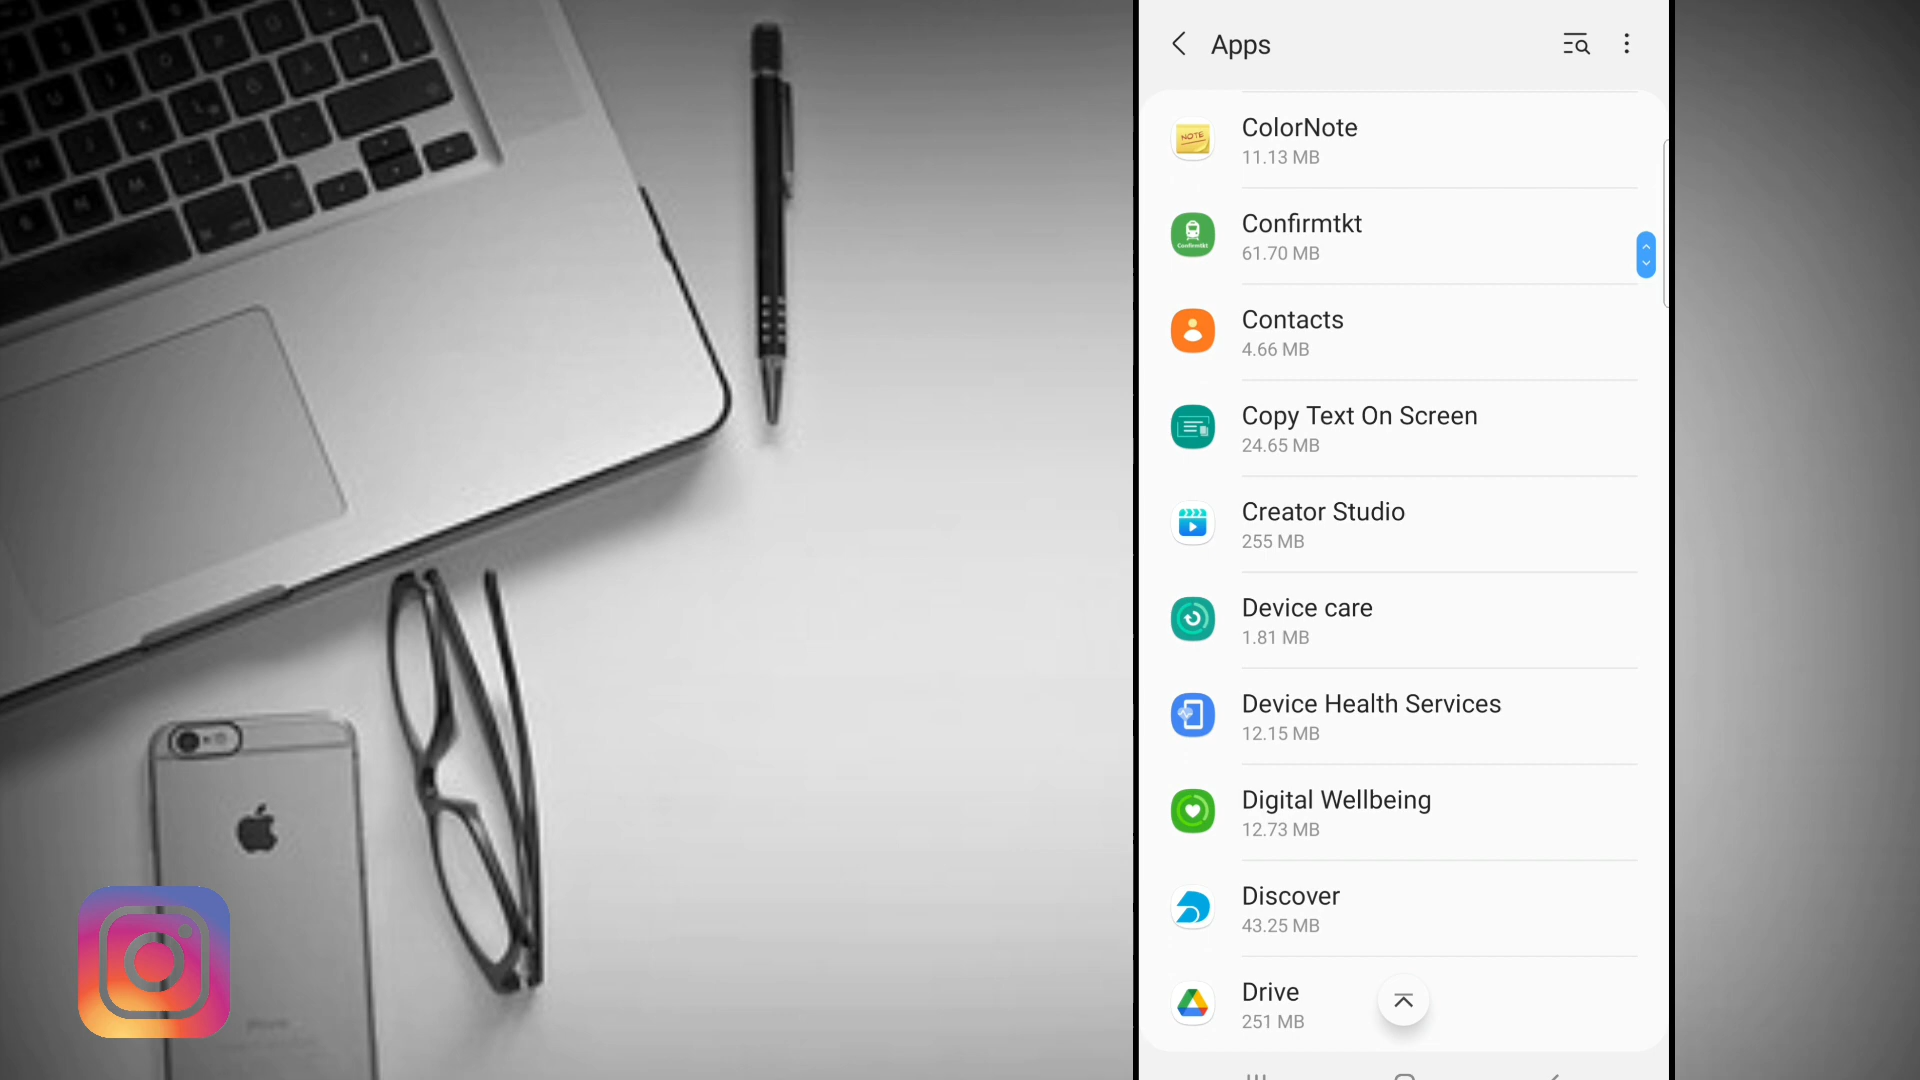 Apps
ColorNote
11.13 MB
Confirmtkt
61.70 MB
Contacts
4.66 MB
Copy Text On Screen
24.65 MB
Creator Studio
255 MB
Device care
1.81 MB
Device Health Services
12.15 MB
Digital Wellbeing
12.73 MB
Discover
43.25 MB
Drive
251 MB
NOTE
Confirmtkt